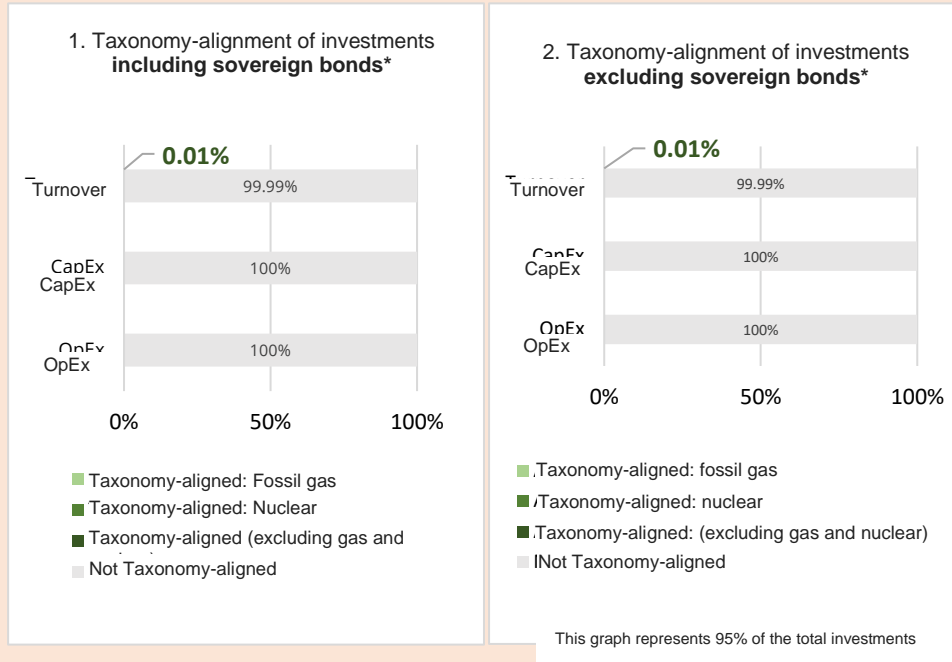 1. Taxonomy-alignment of investments
including sovereign bonds*
0.01%
Turnover
99.99%
CapEx
CapEx
100%
OpEx
OpEx
100%
0%
50%
100%
Taxonomy-aligned: Fossil gas
Taxonomy-aligned: Nuclear
Taxonomy-aligned (excluding gas and
Not Taxonomy-aligned
2. Taxonomy-alignment of investments
excluding sovereign bonds*
0.01%
Turnover
99.99%
CapEx
CapEx
100%
OpEx
OpEx
100%
0%
50%
100%
Taxonomy-aligned: fossil gas
Taxonomy-aligned: nuclear
Taxonomy-aligned: (excluding gas and nuclear)
Not Taxonomy-aligned
This graph represents 95% of the total investments